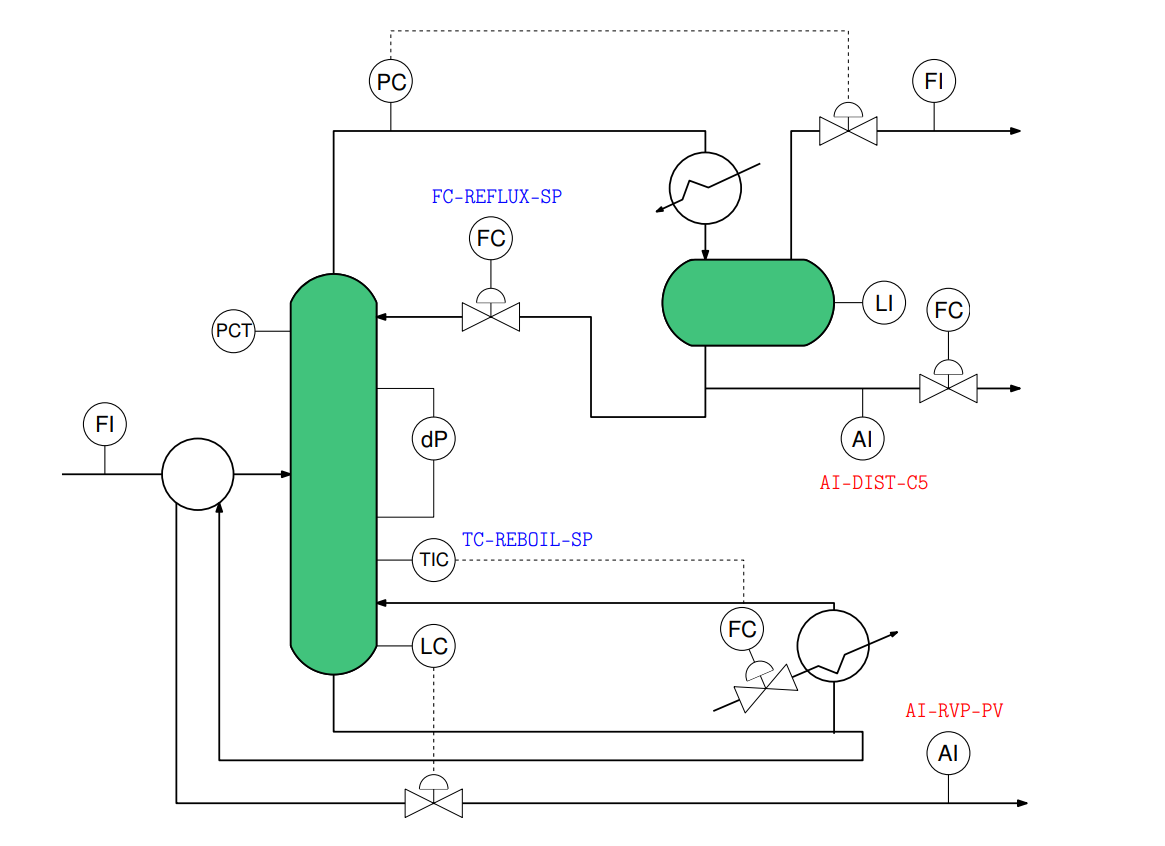 PC
FI
FC-REFLUX-SP
FC
LI
FC
PCT
FI
dP
AI
AI-DIST-C5
TC-REBOIL-SP
TIC
FC
LC
AI-RVP-PV
AI